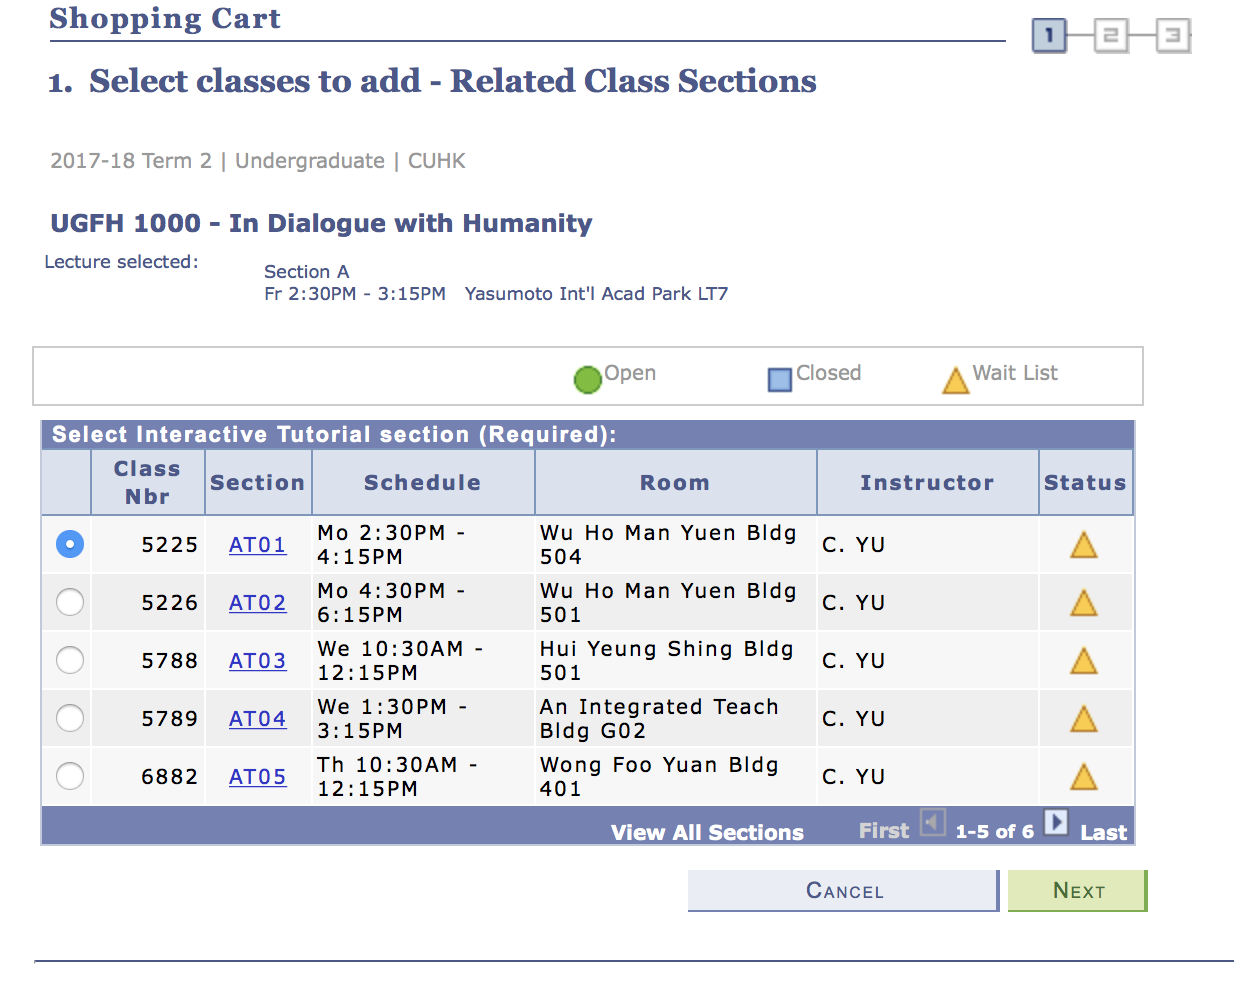 Shopping Cart
1 2 3
1. Select classes to add - Related Class Sections
2017-18 Term 2 | Undergraduate | CUHK
UGFH 1000 - In Dialogue with Humanity
Lecture selected:
Section A
Fr 2:30PM - 3:15PM Yasumoto Int'l Acad Park LT7
Open Closed Wait List
Select Interactive Tutorial section (Required):
Class Nbr Section Schedule Room Instructor Status
5225 AT01 Mo 2:30PM - 4:15PM Wu Ho Man Yuen Bldg 504 C. YU
5226 AT02 Mo 4:30PM - 6:15PM Wu Ho Man Yuen Bldg 501 C. YU
5788 AT03 We 10:30AM - 12:15PM Hui Yeung Shing Bldg 501 C. YU
5789 AT04 We 1:30PM - 3:15PM An Integrated Teach Bldg G02 C. YU
6882 AT05 Th 10:30AM - 12:15PM Wong Foo Yuan Bldg 401 C. YU
View All Sections First 1-5 of 6 Last
CANCEL NEXT